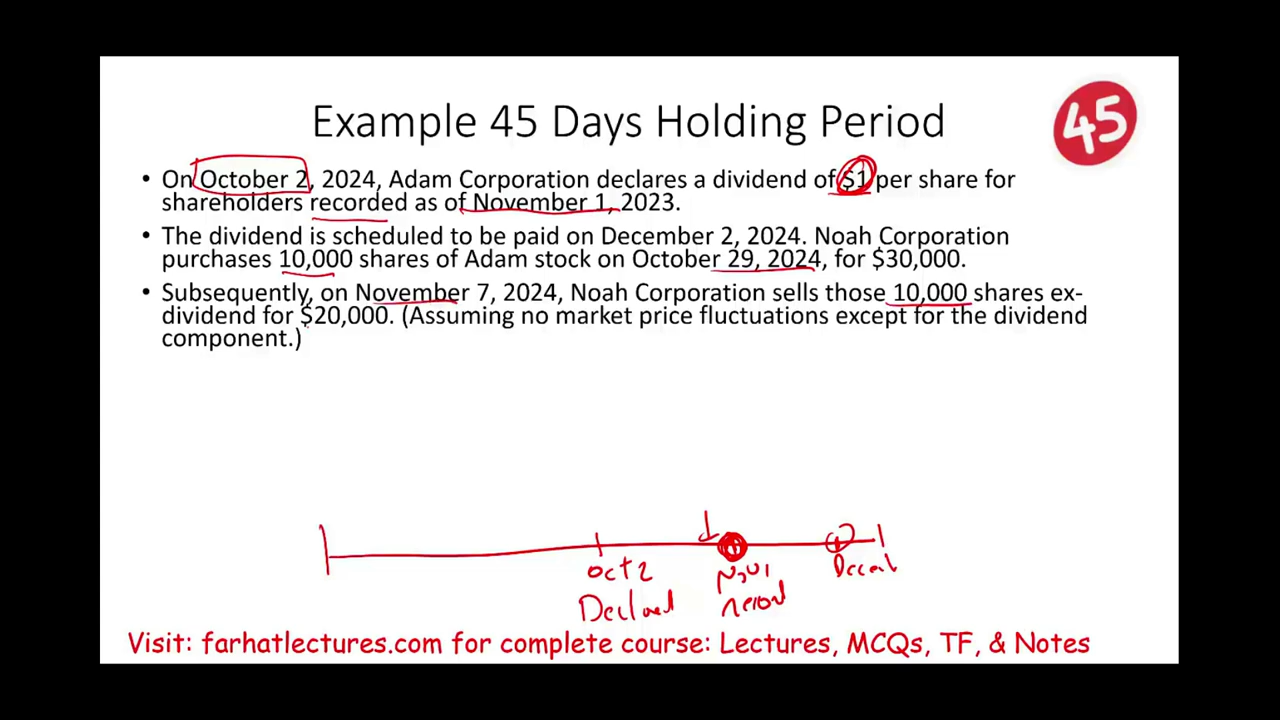 Example 45 Days Holding Period
45
• On October 2, 2024, Adam Corporation declares a dividend of $1 per share for
shareholders recorded as of November 1, 2023.
• The dividend is scheduled to be paid on December 2, 2024. Noah Corporation
purchases 10,000 shares of Adam stock on October 29, 2024, for $30,000.
• Subsequently, on November 7, 2024, Noah Corporation sells those 10,000 shares ex-
dividend for $20,000. (Assuming no market price fluctuations except for the dividend
component.)
Oct 2
Nov 1
Declared
Visit: farhatlectures.com for complete course: Lectures, MCQs, TF, & Notes